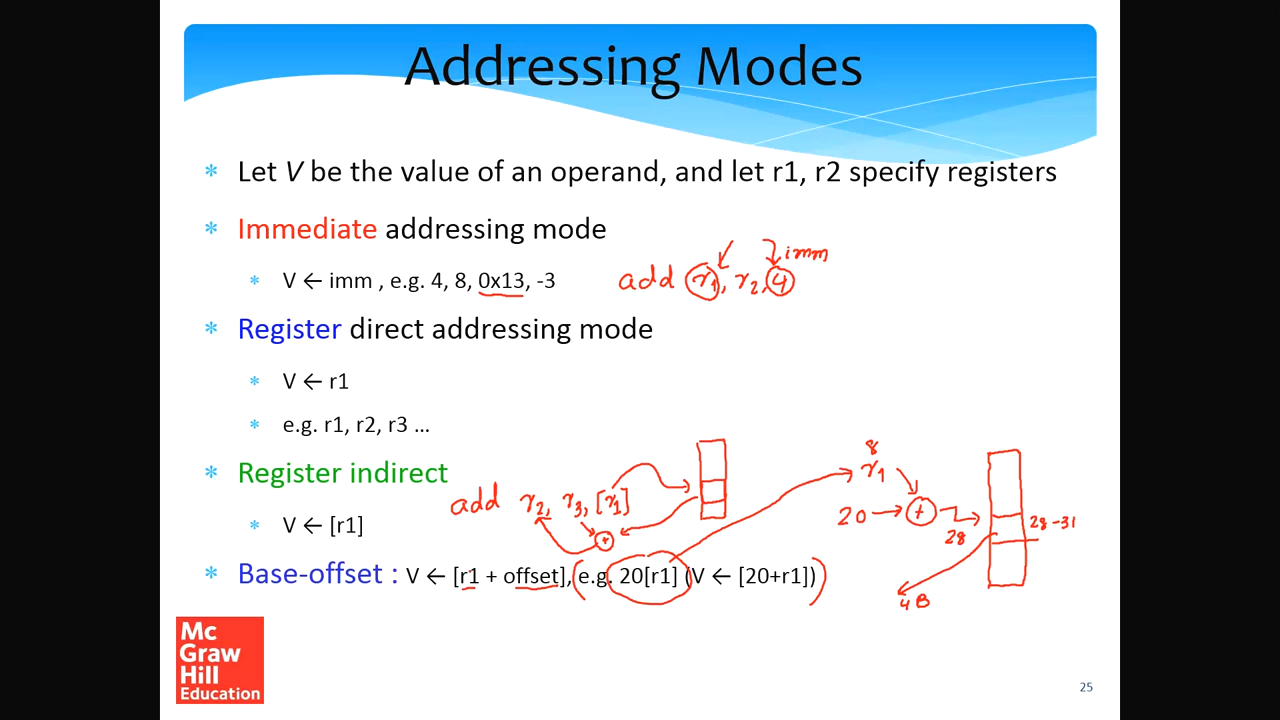 Addressing Modes
* Let V be the value of an operand, and let r1, r2 specify registers
* Immediate addressing mode
* V ← imm , e.g. 4, 8, 0x13, -3
add r1, r2, 4
imm
* Register direct addressing mode
* V ← r1
* e.g. r1, r2, r3 ...
* Register indirect
add r2, r3, [r1]
+
* V ← [r1]
8
r1
20 → +
28
28-31
4B
* Base-offset : V ← [r1 + offset], (e.g. 20[r1] (V ← [20+r1]))
Mc
Graw
Hill
Education
25